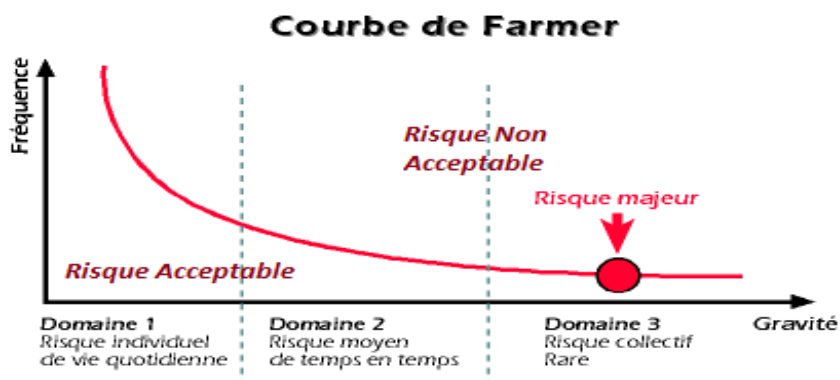 Courbe de Farmer
Fréquence
Risque Non
Acceptable
Risque majeur
Risque Acceptable
Domaine 1
Risque individuel
de vie quotidienne
Domaine 2
Risque moyen
de temps en temps
Domaine 3
Risque collectif
Rare
Gravité